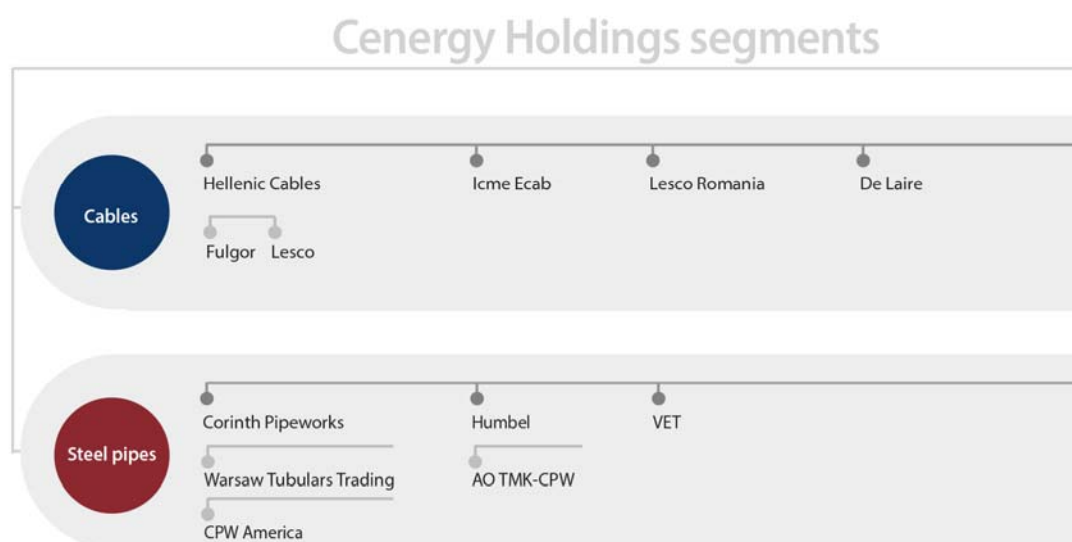 Cenergy Holdings segments
Cables
Hellenic Cables
Icme Ecab
Lesco Romania
De Laire
Fulgor
Lesco
Steel pipes
Corinth Pipeworks
Humbel
VET
Warsaw Tubulars Trading
AO TMK-CPW
CPW America